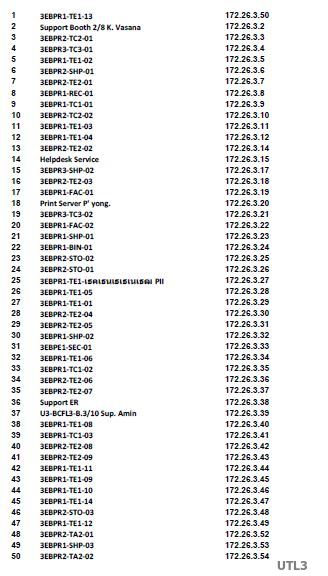 1 3EBPR1-TE1-13 172.26.3.50
2 Support Booth 2/8 K. Vasana 172.26.3.2
3 3EBPR2-TC2-01 172.26.3.3
4 3EBPR3-TC3-01 172.26.3.4
5 3EBPR1-TE1-02 172.26.3.5
6 3EBPR2-SHP-01 172.26.3.6
7 3EBPR2-TE2-01 172.26.3.7
8 3EBPR1-REC-01 172.26.3.8
9 3EBPR1-TC1-01 172.26.3.9
10 3EBPR2-TC2-02 172.26.3.10
11 3EBPR1-TE1-03 172.26.3.11
12 3EBPR1-TE1-04 172.26.3.12
13 3EBPR2-TE2-02 172.26.3.14
14 Helpdesk Service 172.26.3.15
15 3EBPR3-SHP-02 172.26.3.17
16 3EBPR2-TE2-03 172.26.3.18
17 3EBPR1-FAC-01 172.26.3.19
18 Print Server P' yong. 172.26.3.20
19 3EBPR3-TC3-02 172.26.3.21
20 3EBPR1-FAC-02 172.26.3.22
21 3EBPR1-SHP-01 172.26.3.23
22 3EBPR1-BIN-01 172.26.3.24
23 3EBPR2-STO-02 172.26.3.25
24 3EBPR2-STO-01 172.26.3.26
25 3EBPR1-TE1- PII 172.26.3.27
26 3EBPR1-TE1-05 172.26.3.28
27 3EBPR1-TE1-01 172.26.3.29
28 3EBPR2-TE2-04 172.26.3.30
29 3EBPR2-TE2-05 172.26.3.31
30 3EBPR1-SHP-02 172.26.3.32
31 3EBPE1-SEC-01 172.26.3.33
32 3EBPR1-TE1-06 172.26.3.34
33 3EBPR1-TC1-02 172.26.3.35
34 3EBPR2-TE2-06 172.26.3.36
35 3EBPR2-TE2-07 172.26.3.37
36 Support ER 172.26.3.38
37 U3-BCFL3-B.3/10 Sup. Amin 172.26.3.39
38 3EBPR1-TE1-08 172.26.3.40
39 3EBPR1-TC1-03 172.26.3.41
40 3EBPR2-TE2-08 172.26.3.42
41 3EBPR2-TE2-09 172.26.3.43
42 3EBPR1-TE1-11 172.26.3.44
43 3EBPR1-TE1-09 172.26.3.45
44 3EBPR1-TE1-10 172.26.3.46
45 3EBPR1-TE1-14 172.26.3.47
46 3EBPR2-STO-03 172.26.3.48
47 3EBPR1-TE1-12 172.26.3.49
48 3EBPR2-TA2-01 172.26.3.52
49 3EBPR1-SHP-03 172.26.3.53
50 3EBPR2-TA2-02 172.26.3.54
UTL3